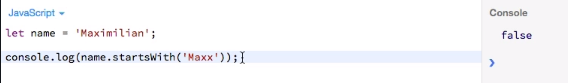 JavaScript
Console
let name = 'Maximilian';
false
console.log(name.startsWith('Maxx'));